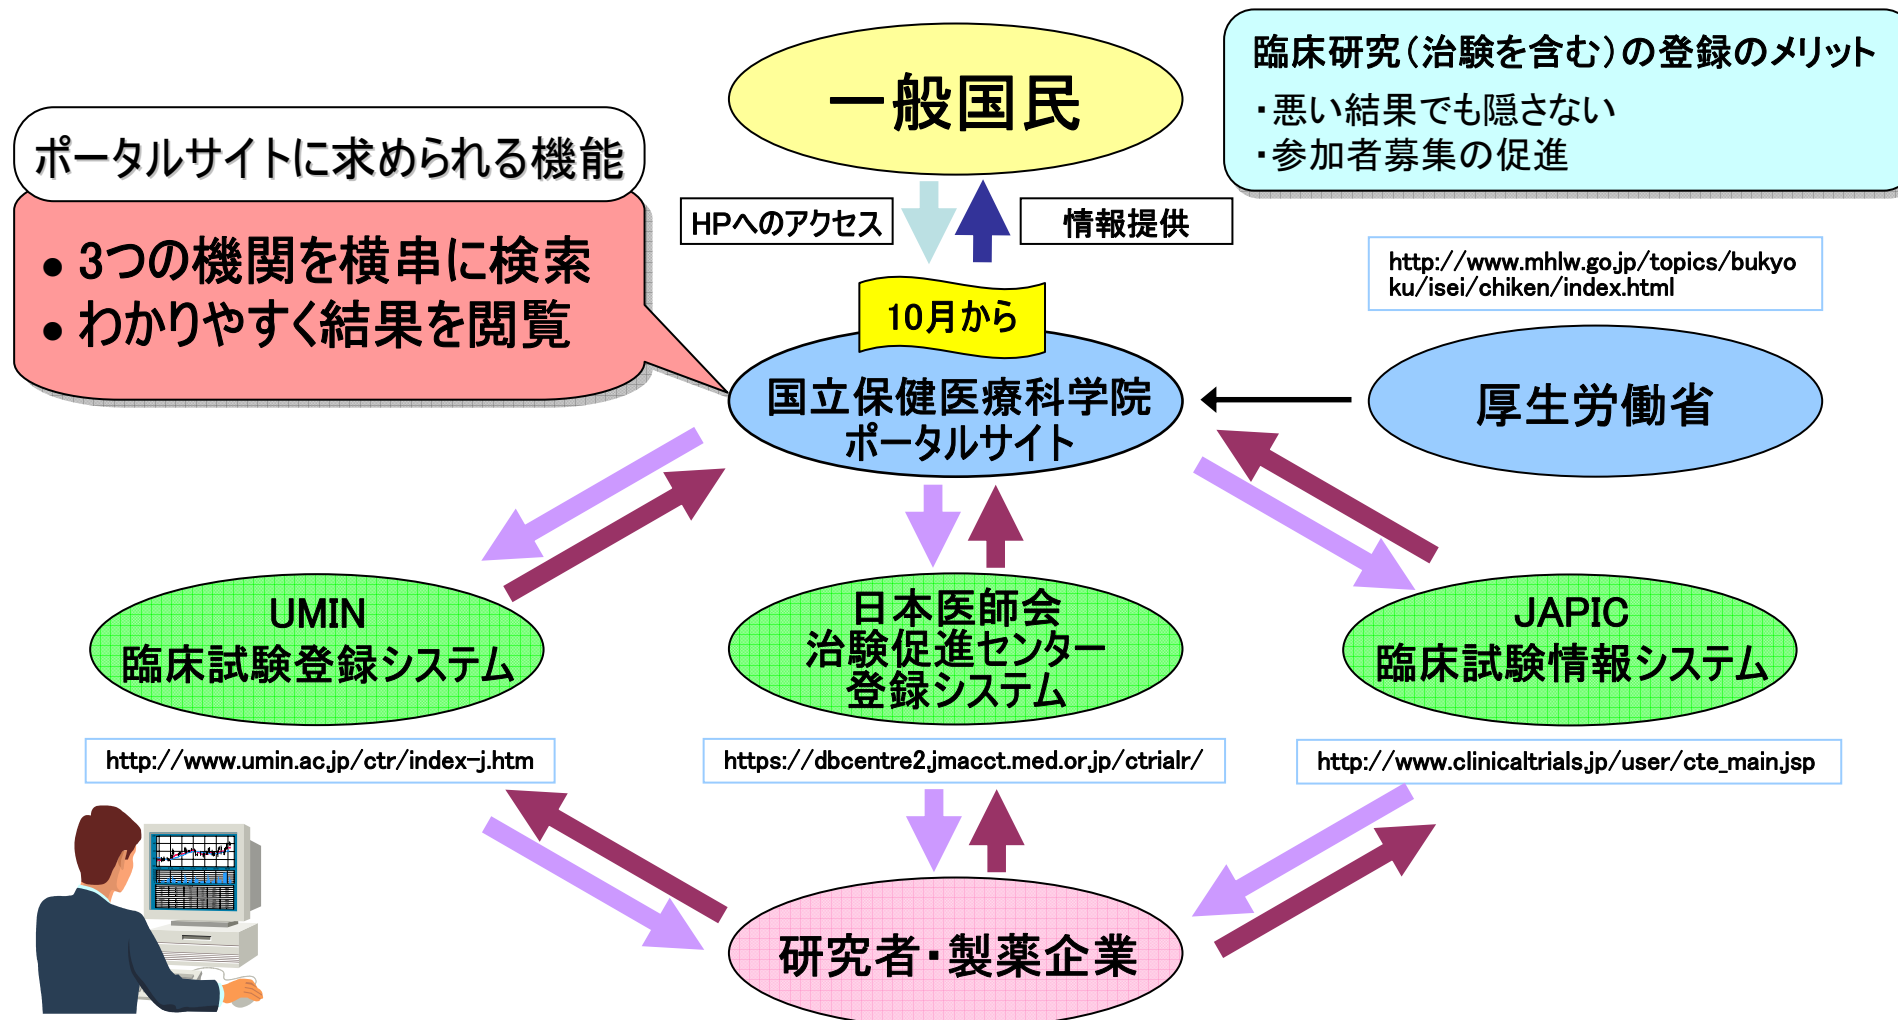 一般国民
臨床研究（治験を含む）の登録のメリット
・悪い結果でも隠さない
・参加者募集の促進
ポータルサイトに求められる機能
● 3つの機関を横串に検索
● わかりやすく結果を閲覧
HPへのアクセス
情報提供
http://www.mhlw.go.jp/topics/bukyo
ku/isei/chiken/index.html
10月から
国立保健医療科学院
ポータルサイト
厚生労働省
UMIN
臨床試験登録システム
日本医師会
治験促進センター
登録システム
JAPIC
臨床試験情報システム
http://www.umin.ac.jp/ctr/index-j.htm
https://dbcentre2.jmacct.med.or.jp/ctrialr/
http://www.clinicaltrials.jp/user/cte_main.jsp
研究者・製薬企業